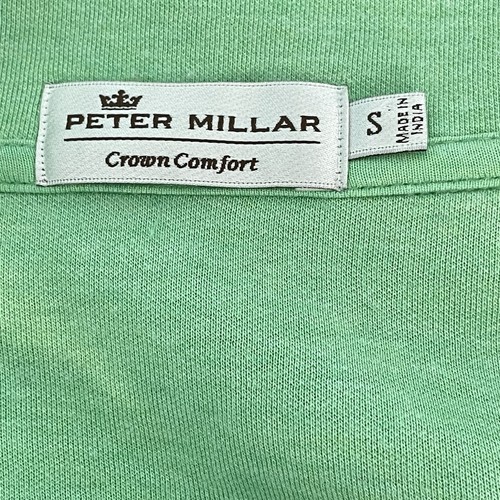 PETER MILLAR
Crown Comfort
S
MADE IN
INDIA